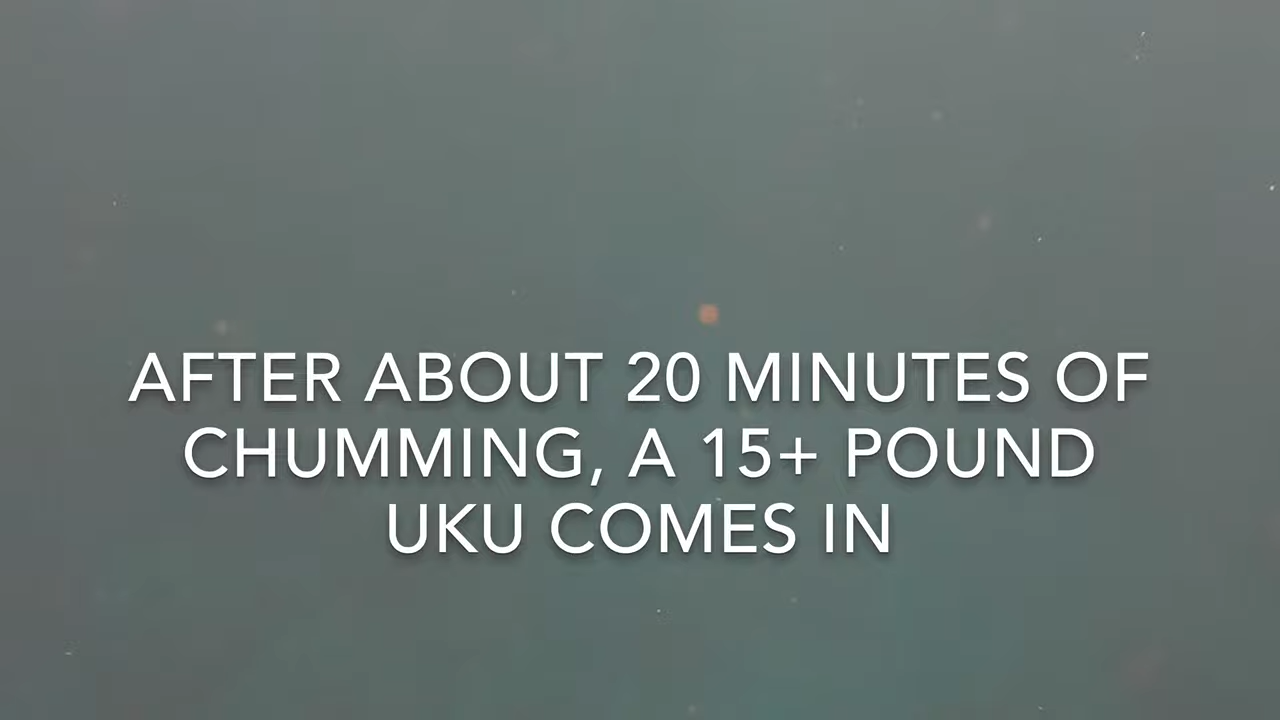 AFTER ABOUT 20 MINUTES OF
CHUMMING, A 15+ POUND
UKU COMES IN